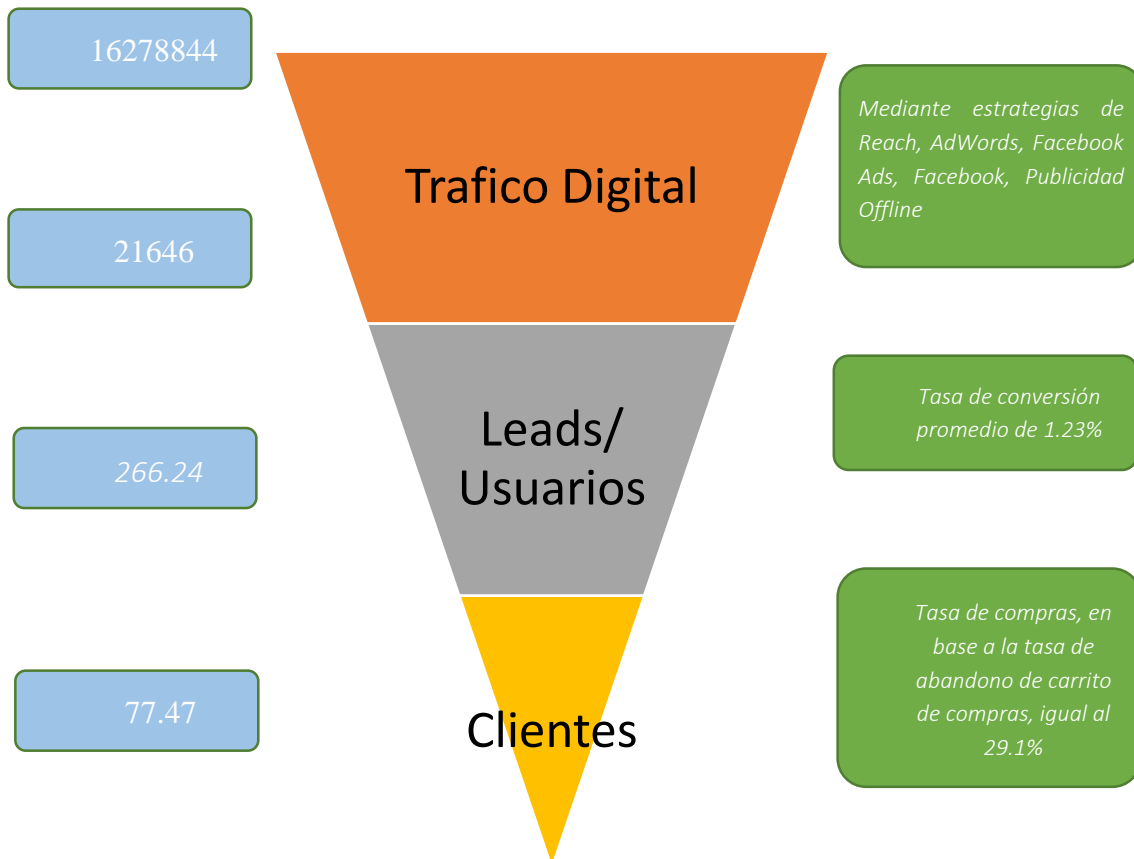 16278844
Trafico Digital
Mediante estrategias de
Reach, AdWords, Facebook
Ads, Facebook, Publicidad
Offline
21646
Leads/
Usuarios
Tasa de conversión
promedio de 1.23%
266.24
Clientes
Tasa de compras, en
base a la tasa de
abandono de carrito
de compras, igual al
29.1%
77.47